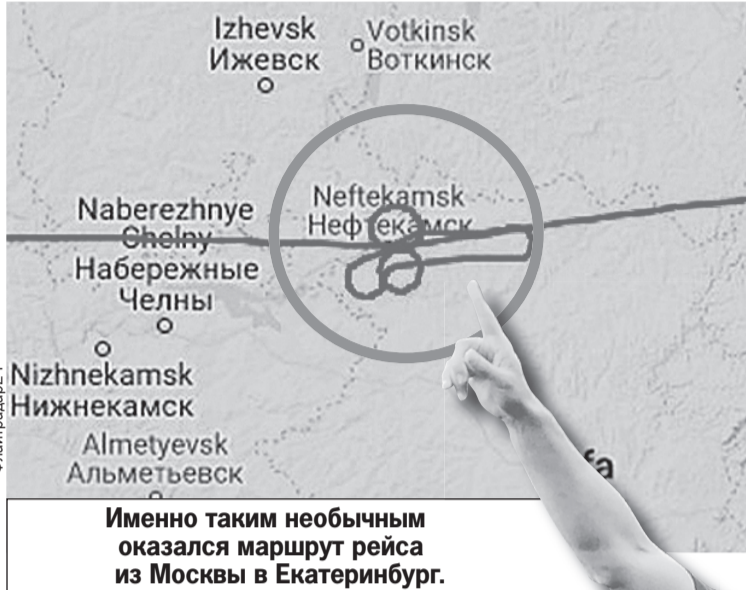 Izhevsk
Ижевск
Votkinsk
Воткинск
Neftekamsk
Нефтекамск
Naberezhnye
Chelny
Набережные
Челны
Nizhnekamsk
Нижнекамск
Almetyevsk
Альметьевск
fa
Именно таким необычным
оказался маршрут рейса
из Москвы в Екатеринбург.